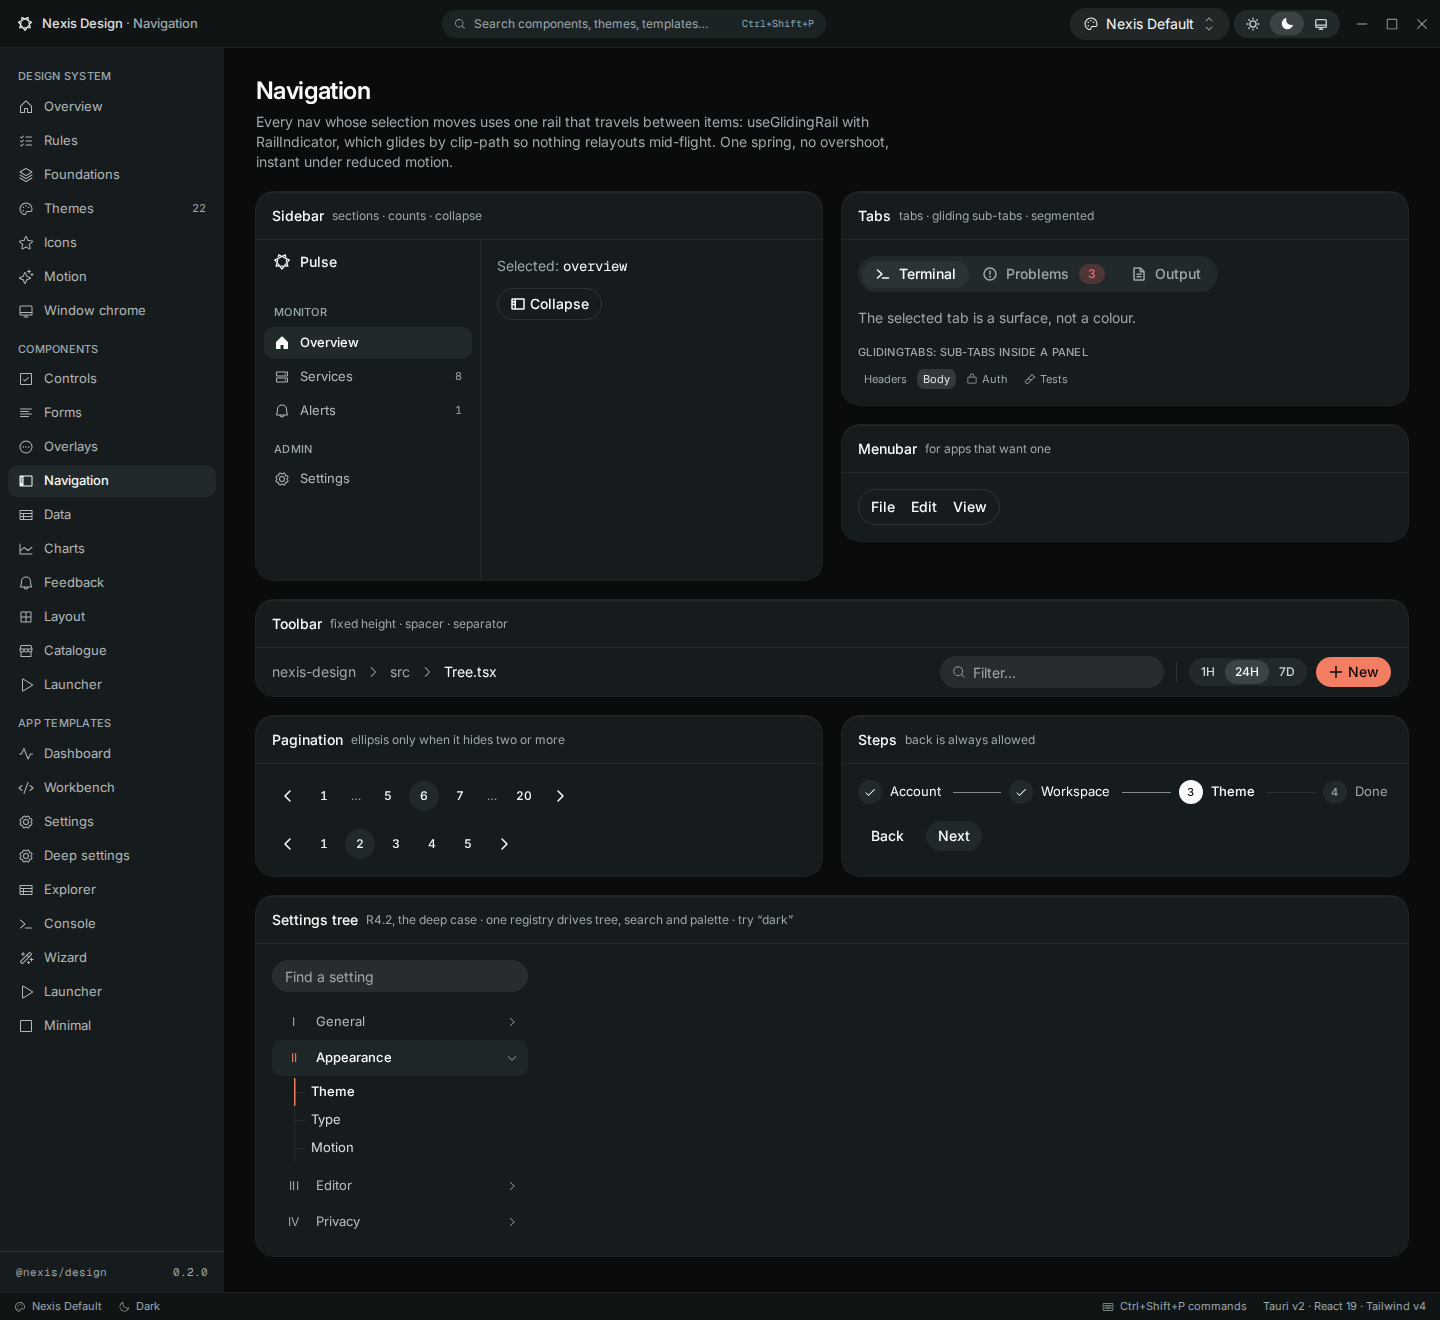 Nexis Design · Navigation
Search components, themes, templates... Ctrl+Shift+P
Nexis Default
DESIGN SYSTEM
Overview
Rules
Foundations
Themes 22
Icons
Motion
Window chrome
COMPONENTS
Controls
Forms
Overlays
Navigation
Data
Charts
Feedback
Layout
Catalogue
Launcher
APP TEMPLATES
Dashboard
Workbench
Settings
Deep settings
Explorer
Console
Wizard
Launcher
Minimal
@nexis/design 0.2.0
Navigation
Every nav whose selection moves uses one rail that travels between items: useGlidingRail with
RailIndicator, which glides by clip-path so nothing relayouts mid-flight. One spring, no overshoot,
instant under reduced motion.
Sidebar sections · counts · collapse
Pulse
MONITOR
Overview
Services 8
Alerts 1
ADMIN
Settings
Selected: overview
Collapse
Tabs tabs · gliding sub-tabs · segmented
Terminal Problems 3 Output
The selected tab is a surface, not a colour.
GLIDINGTABS: SUB-TABS INSIDE A PANEL
Headers Body Auth Tests
Menubar for apps that want one
File Edit View
Toolbar fixed height · spacer · separator
nexis-design src Tree.tsx Filter... 1H 24H 7D New
Pagination ellipsis only when it hides two or more
1 ... 5 6 7 ... 20
1 2 3 4 5
Steps back is always allowed
Account Workspace 3 Theme 4 Done
Back Next
Settings tree R4.2, the deep case · one registry drives tree, search and palette · try “dark”
Find a setting
I General
II Appearance
Theme
Type
Motion
III Editor
IV Privacy
Nexis Default Dark
Ctrl+Shift+P commands Tauri v2 · React 19 · Tailwind v4